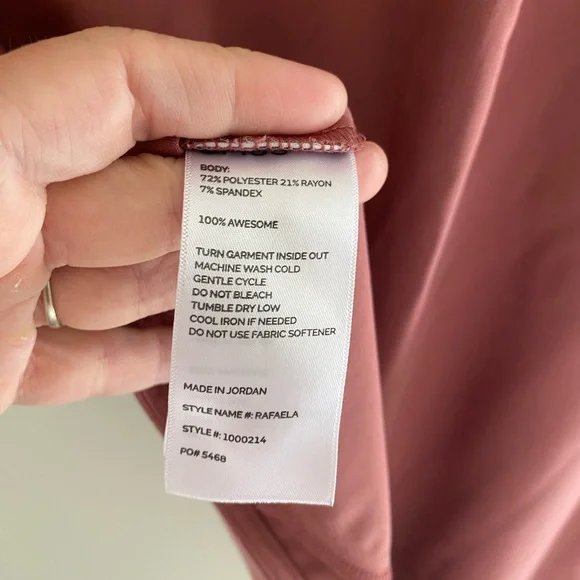 BODY:
72% POLYESTER 21% RAYON
7% SPANDEX
100% AWESOME
TURN GARMENT INSIDE OUT
MACHINE WASH COLD
GENTLE CYCLE
DO NOT BLEACH
TUMBLE DRY LOW
COOL IRON IF NEEDED
DO NOT USE FABRIC SOFTENER
MADE IN JORDAN
STYLE NAME #: RAFAELA
STYLE #: 1000214
PO# 5468